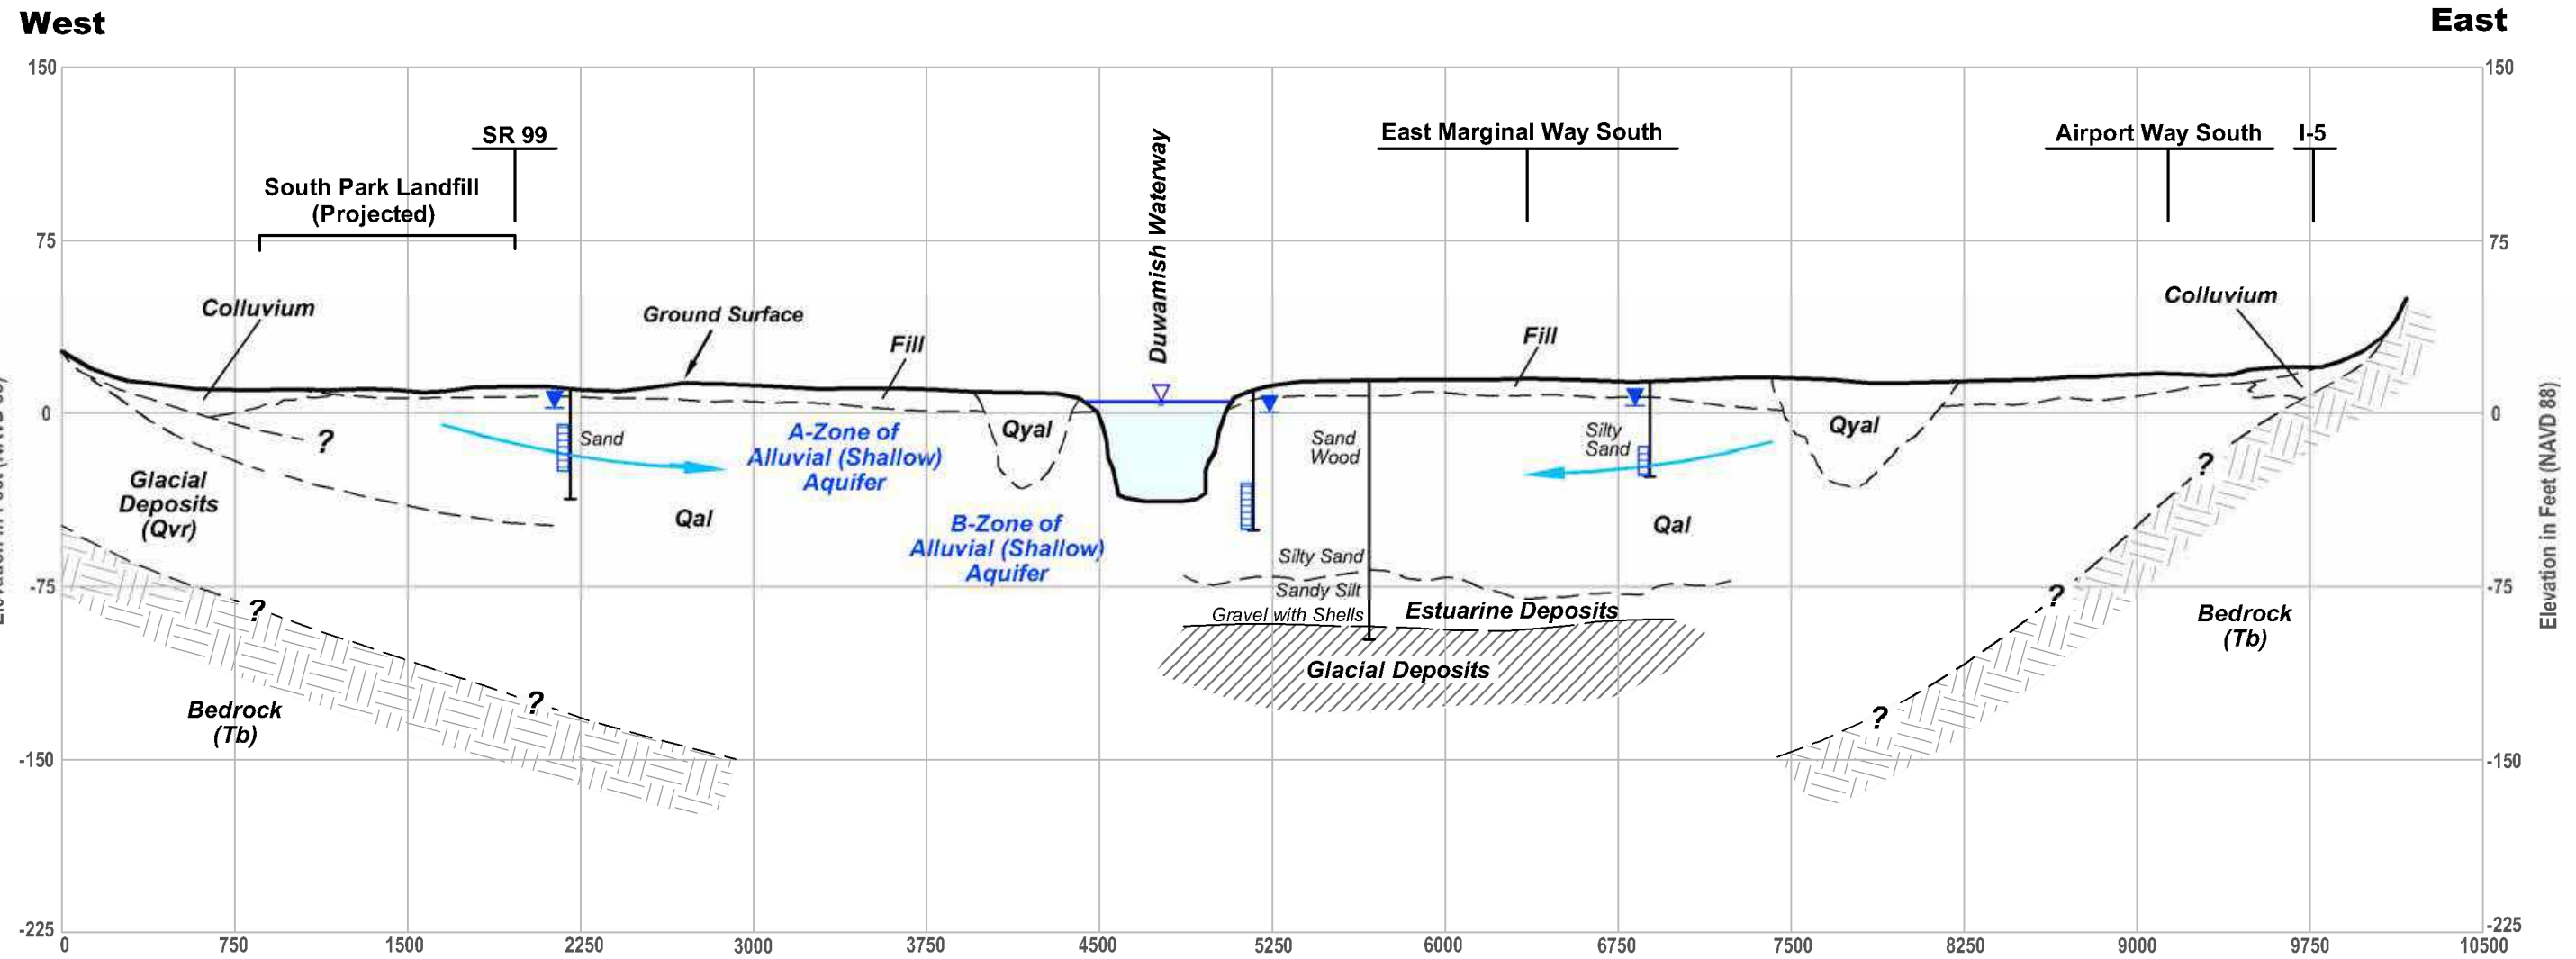 West
East
150
150
SR 99
East Marginal Way South
Airport Way South
I-5
Duwamish Waterway
South Park Landfill
(Projected)
75
75
Colluvium
Ground Surface
Fill
Fill
Colluvium
0
0
?
Sand
A-Zone of
Alluvial (Shallow)
Aquifer
Qyal
Sand
Wood
Silty
Sand
Qyal
?
Glacial
Deposits
(Qvr)
Qal
B-Zone of
Alluvial (Shallow)
Aquifer
Qal
Silty Sand
-75
-75
?
Sandy Silt
Gravel with Shells
Estuarine Deposits
?
Bedrock
(Tb)
Glacial Deposits
?
?
Bedrock
(Tb)
-150
-150
-225
-225
0
750
1500
2250
3000
3750
4500
5250
6000
6750
7500
8250
9000
9750
10500
Elevation in Feet (NAVD 88)